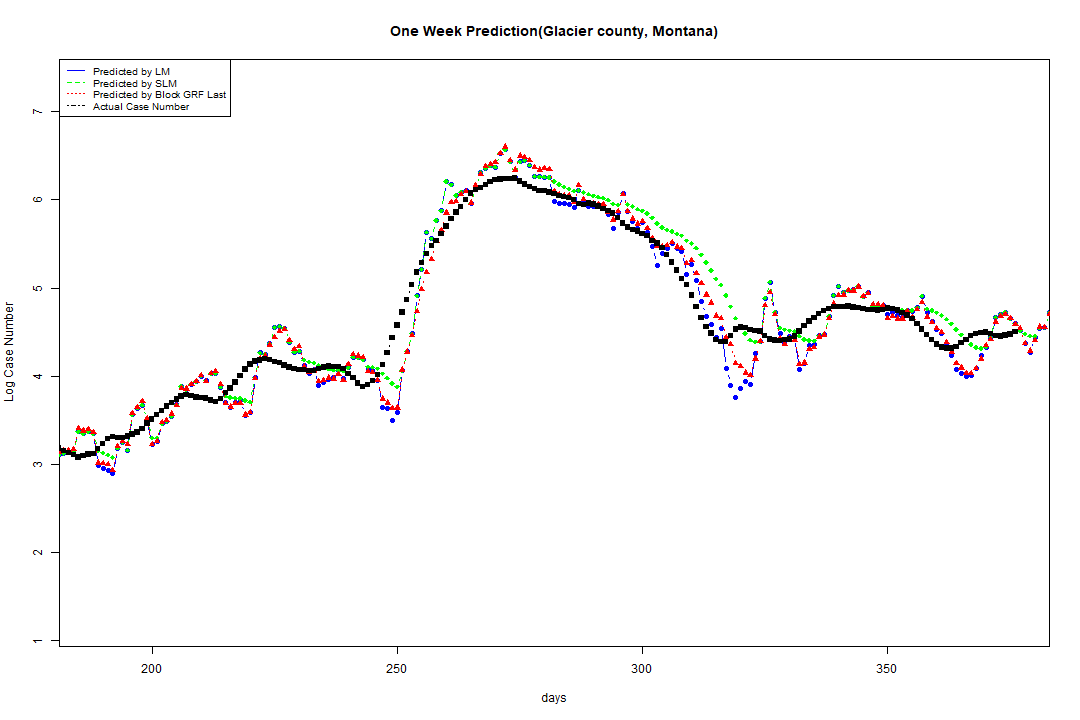 One Week Prediction(Glacier county, Montana)
Predicted by LM
Predicted by SLM
Predicted by Block GRF Last
Actual Case Number
Log Case Number
7
6
5
4
3
2
1
200 250 300 350
days